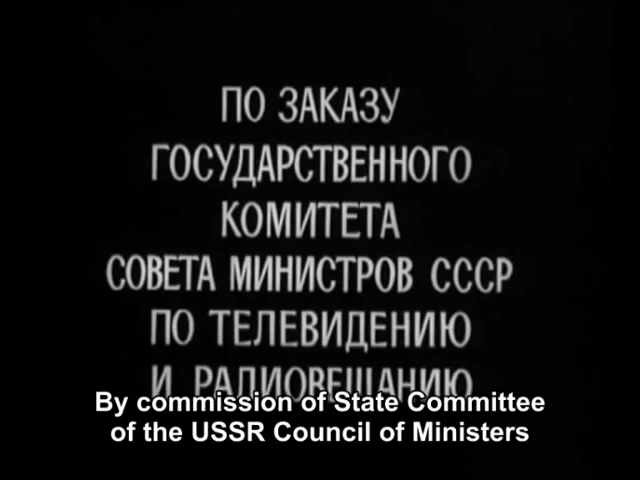 ПО ЗАКАЗУ
ГОСУДАРСТВЕННОГО
КОМИТЕТА
СОВЕТА МИНИСТРОВ СССР
ПО ТЕЛЕВИДЕНИЮ
И РАДИОВЕЩАНИЮ
By commission of State Committee
of the USSR Council of Ministers